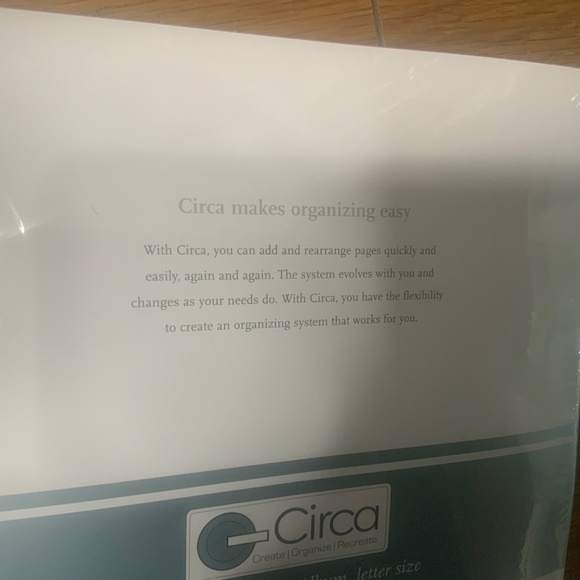 Circa makes organizing easy
With Circa, you can add and rearrange pages quickly and
easily, again and again. The system evolves with you and
changes as your needs do. With Circa, you have the flexibility
to create an organizing system that works for you.
Circa
Create | Organize | Recreate
letter size